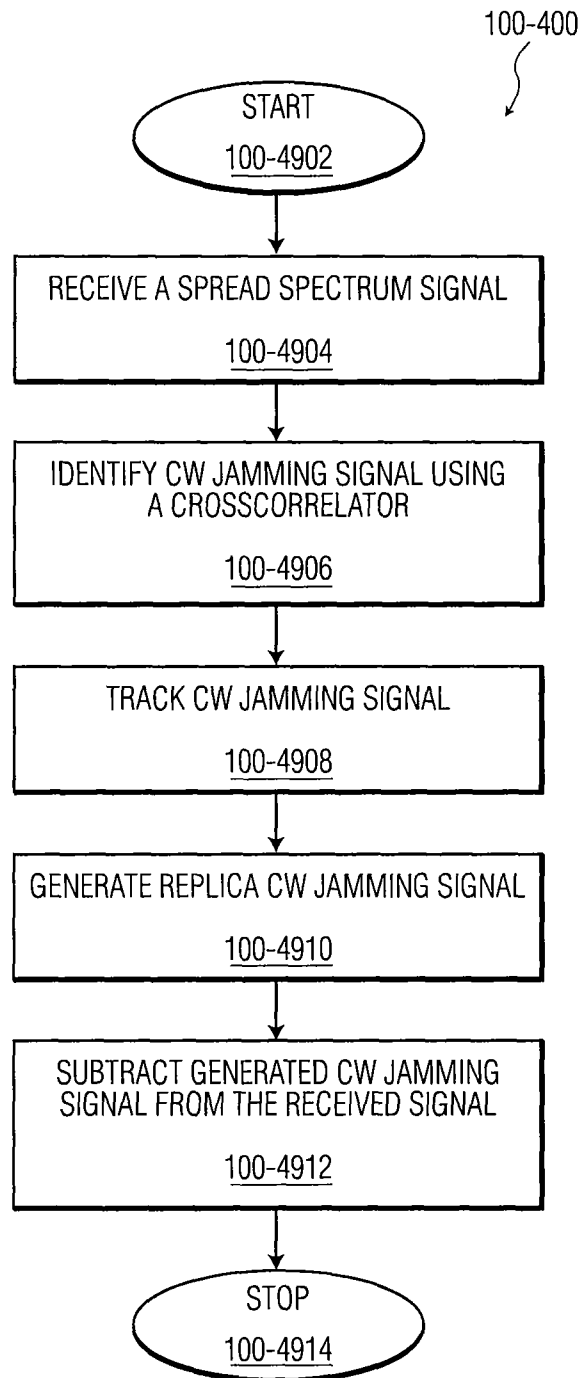 100-400
START
100-4902
RECEIVE A SPREAD SPECTRUM SIGNAL
100-4904
IDENTIFY CW JAMMING SIGNAL USING
A CROSSCORRELATOR
100-4906
TRACK CW JAMMING SIGNAL
100-4908
GENERATE REPLICA CW JAMMING SIGNAL
100-4910
SUBTRACT GENERATED CW JAMMING
SIGNAL FROM THE RECEIVED SIGNAL
100-4912
STOP
100-4914